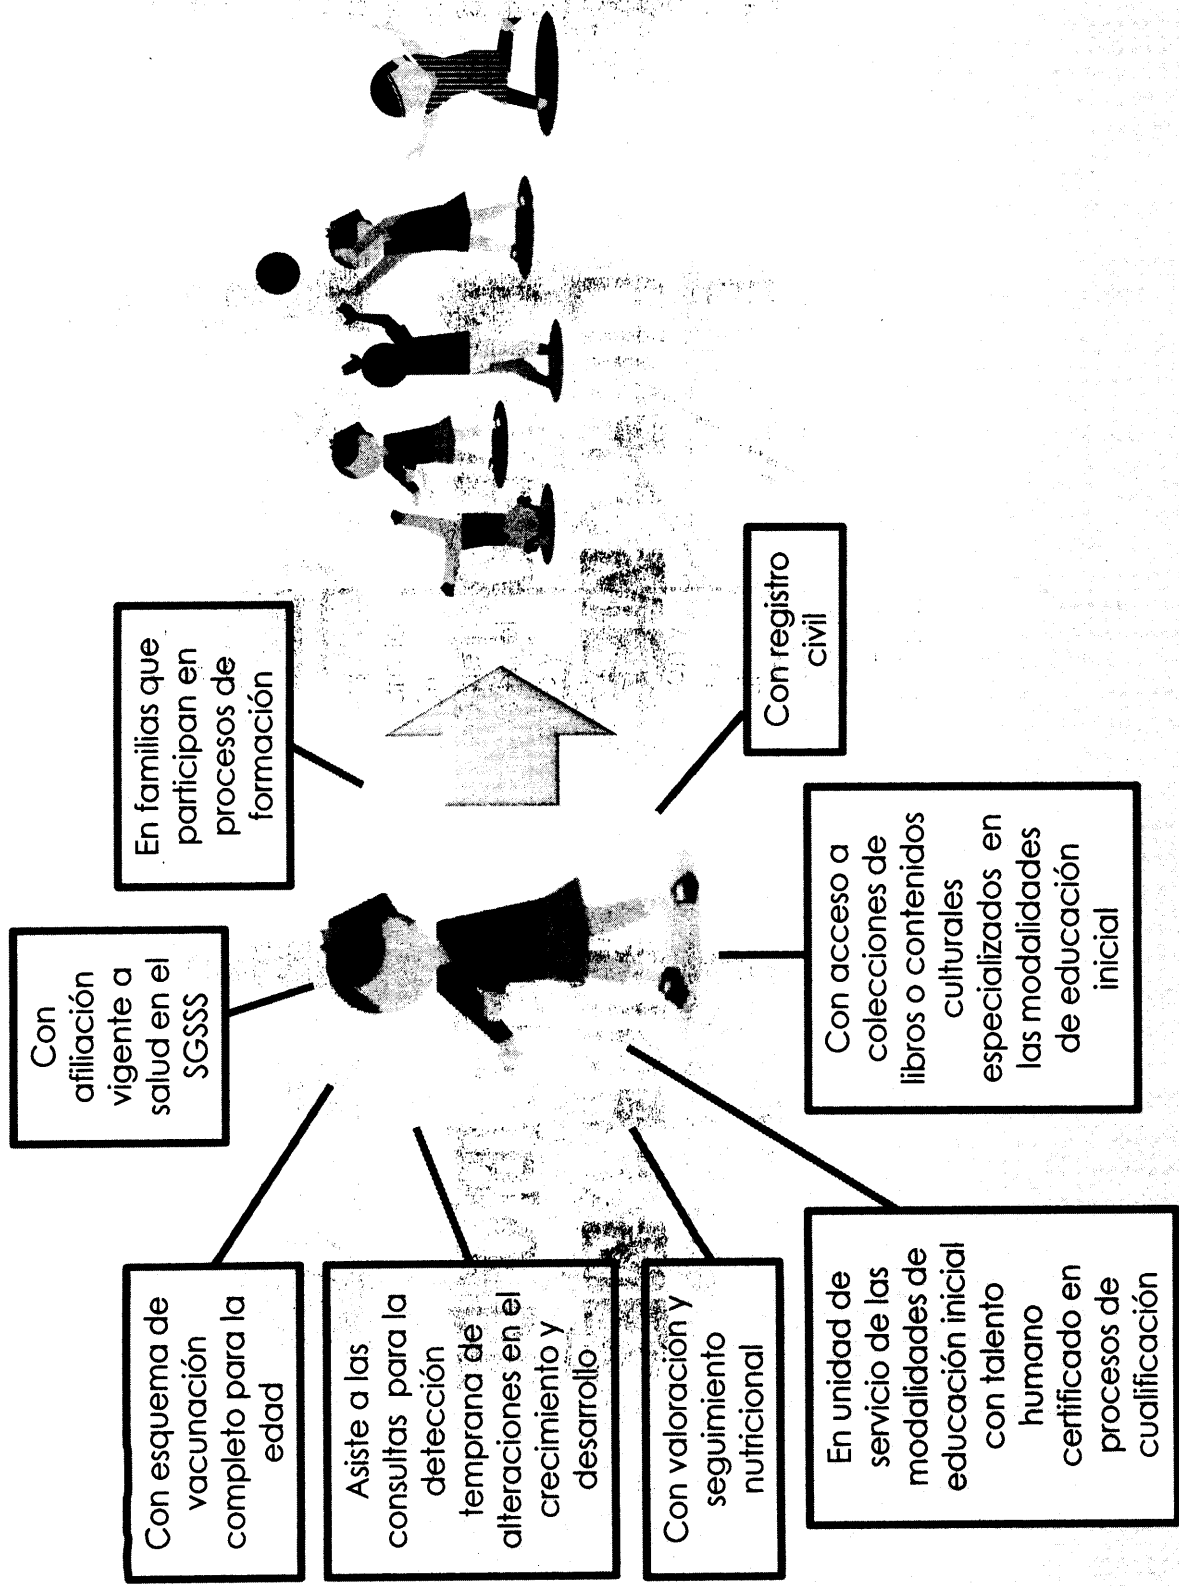 Con
afiliación
vigente a
salud en el
SGSSS
En familias que
participan en
procesos de
formación
Con esquema de
vacunación
completo para la
edad
Asiste a las
consultas para la
detección
temprana de
alteraciones en el
crecimiento y
desarrollo
Con valoración y
seguimiento
nutricional
En unidad de
servicio de las
modalidades de
educación inicial
con talento
humano
certificado en
procesos de
cualificación
Con acceso a
colecciones de
libros o contenidos
culturales
especializados en
las modalidades
de educación
inicial
Con registro
civil